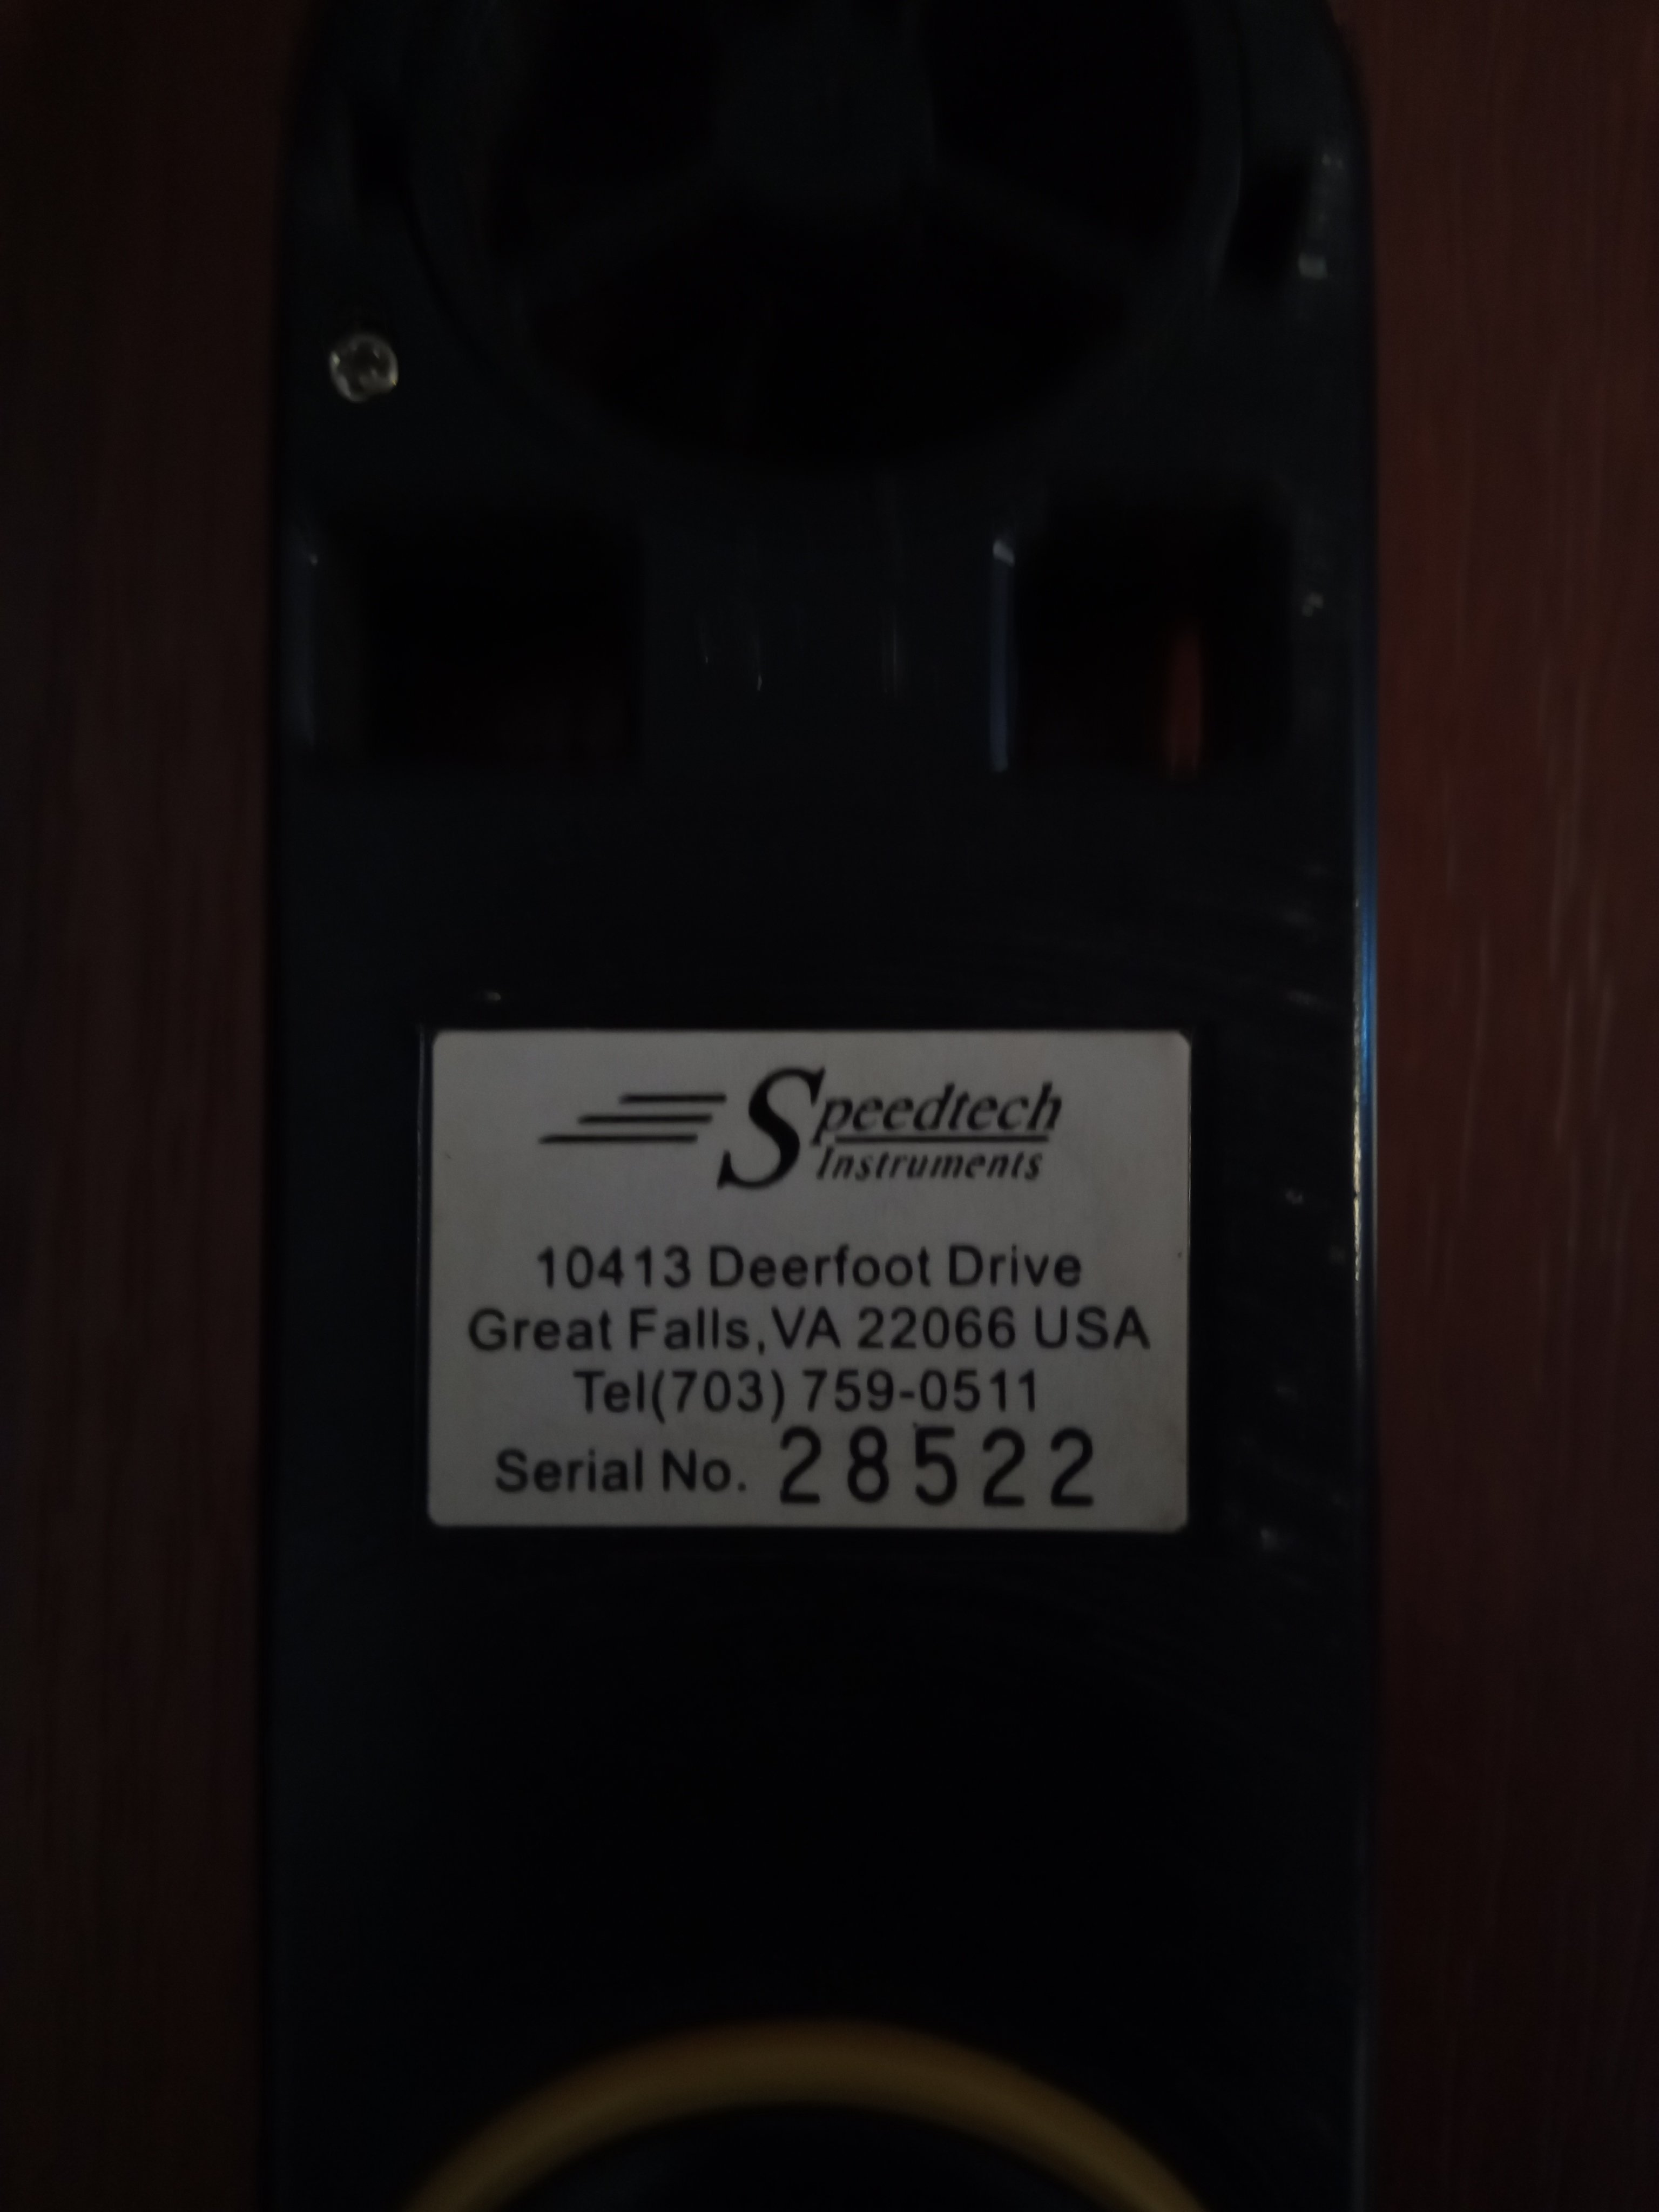 Speedtech
Instruments
10413 Deerfoot Drive
Great Falls, VA 22066 USA
Tel(703) 759-0511
Serial No. 28522